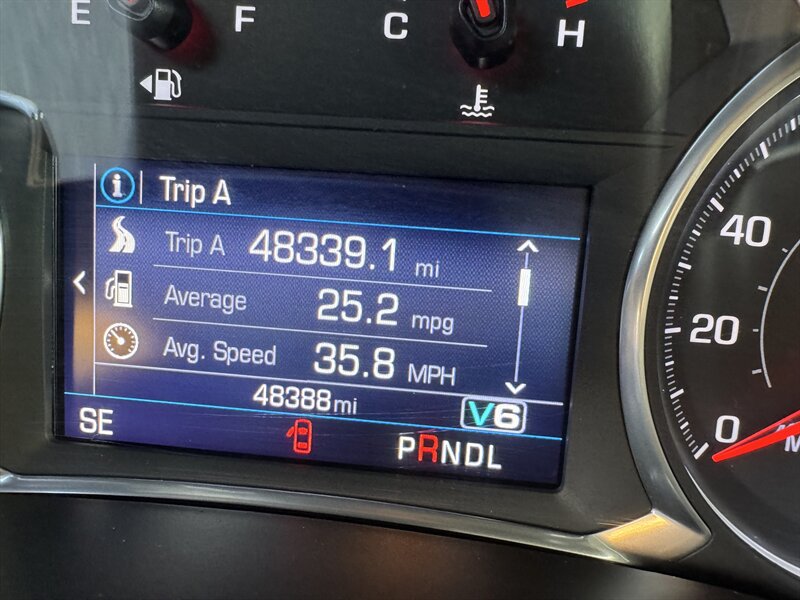 E F C H
Trip A
Trip A 48339.1 mi
Average 25.2 mpg
Avg. Speed 35.8 MPH
48388 mi
V6
SE
PRNDL
40
20
0